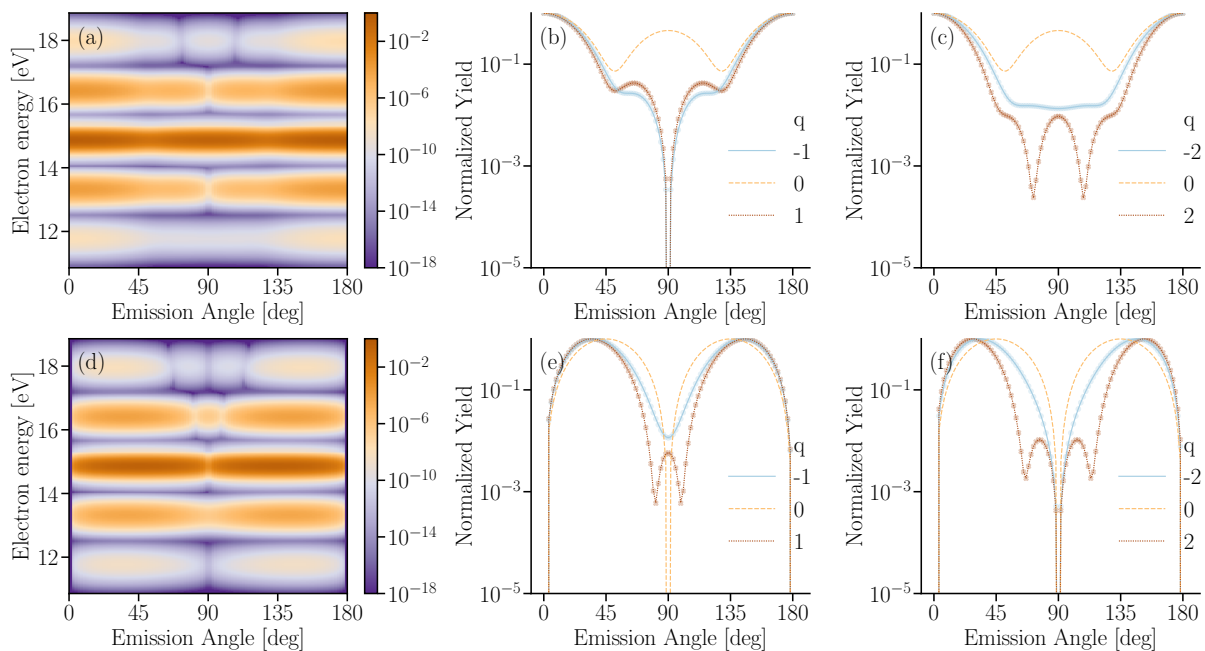 (a)
Electron energy [eV]
18
16
14
12
0 45 90 135 180
Emission Angle [deg]
10^{-2}
10^{-6}
10^{-10}
10^{-14}
10^{-18}
(b)
Normalized Yield
10^{-1}
10^{-3}
10^{-5}
q
-1
0
1
0 45 90 135 180
Emission Angle [deg]
(c)
Normalized Yield
10^{-1}
10^{-3}
10^{-5}
q
-2
0
2
0 45 90 135 180
Emission Angle [deg]
(d)
Electron energy [eV]
18
16
14
12
0 45 90 135 180
Emission Angle [deg]
10^{-2}
10^{-6}
10^{-10}
10^{-14}
10^{-18}
(e)
Normalized Yield
10^{-1}
10^{-3}
10^{-5}
q
-1
0
1
0 45 90 135 180
Emission Angle [deg]
(f)
Normalized Yield
10^{-1}
10^{-3}
10^{-5}
q
-2
0
2
0 45 90 135 180
Emission Angle [deg]